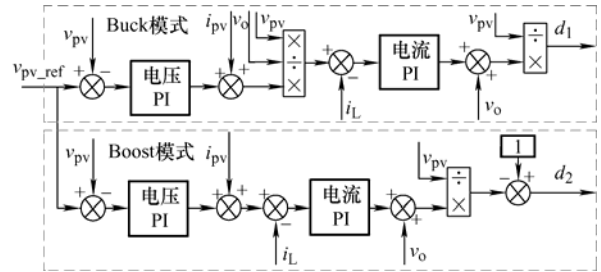 Buck模式
v_pv
i_pv v_o v_pv
v_pv
d_1
v_pv_ref
+ −
电压
PI
+ +
×
÷
×
+ −
电流
PI
+ +
÷
×
i_L
v_o
v_pv
Boost模式
i_pv
v_pv
1
d_2
+ −
电压
PI
+ +
+ −
电流
PI
+ +
÷
×
− +
i_L
v_o